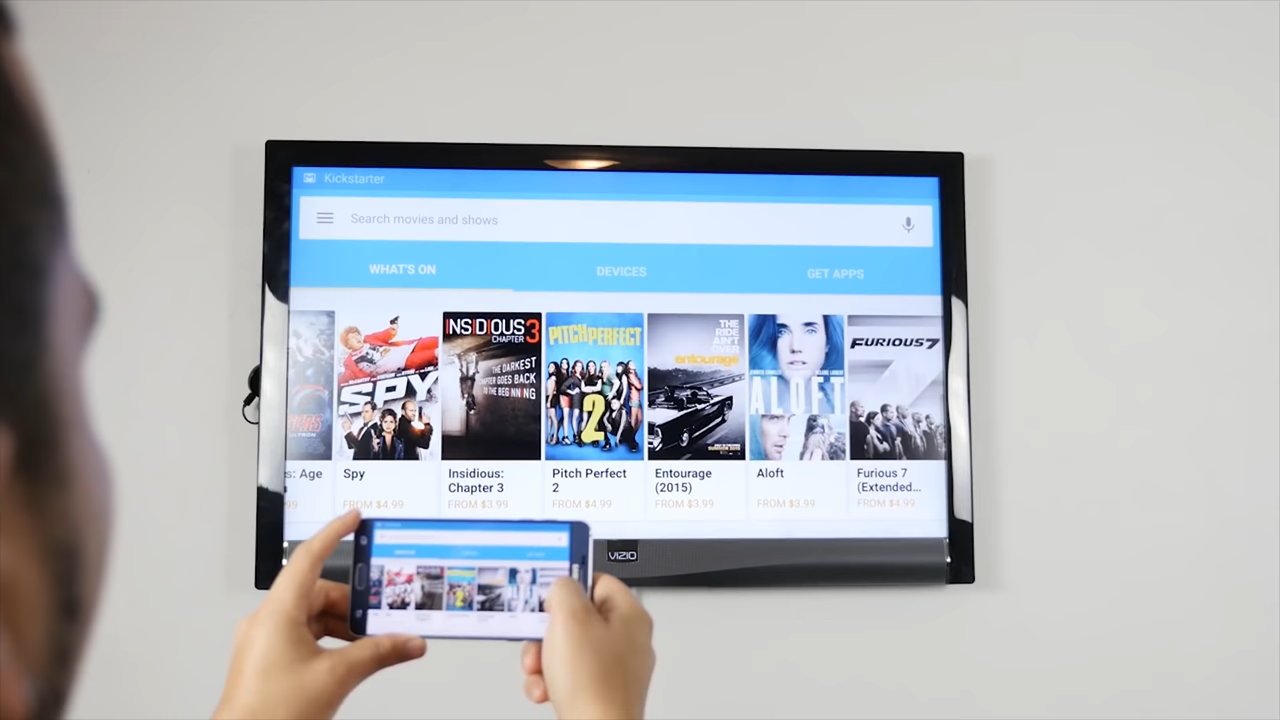 Kickstarter
Search movies and shows
WHAT'S ON
DEVICES
GET APPS
SPY
INSIDIOUS 3
CHAPTER
THE DARKEST
CHAPTER GOES BACK
TO THE BEGINNING
PITCH PERFECT
2
THE
RIDE
AIN'T
OVER
entourage
ALOFT
FURIOUS 7
s: Age
Spy
FROM $4.99
Insidious:
Chapter 3
FROM $3.99
Pitch Perfect
2
FROM $4.99
Entourage
(2015)
FROM $3.99
Aloft
FROM $3.99
Furious 7
(Extended...
FROM $4.99
VIZIO